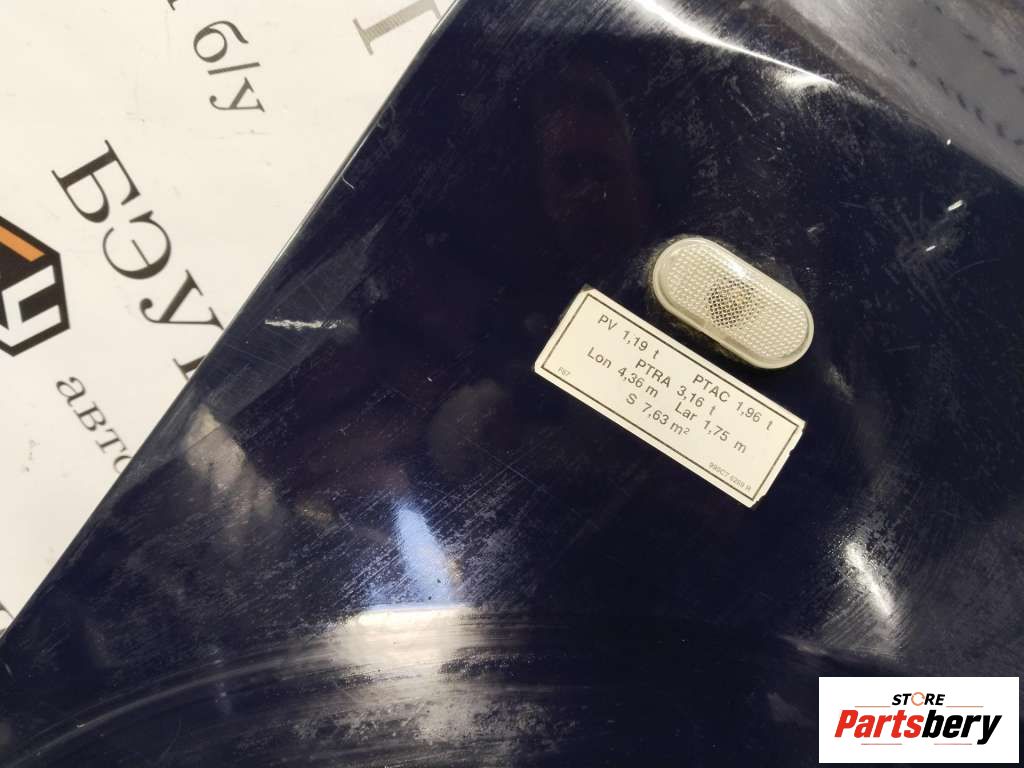 б/у
БЭУ
авто
PV 1,19 t PTAC 1,96 t
PTRA 3,16 t
Lon 4,36 m Lar 1,75 m
S 7,63 m²
F67
STORE
Partsbery